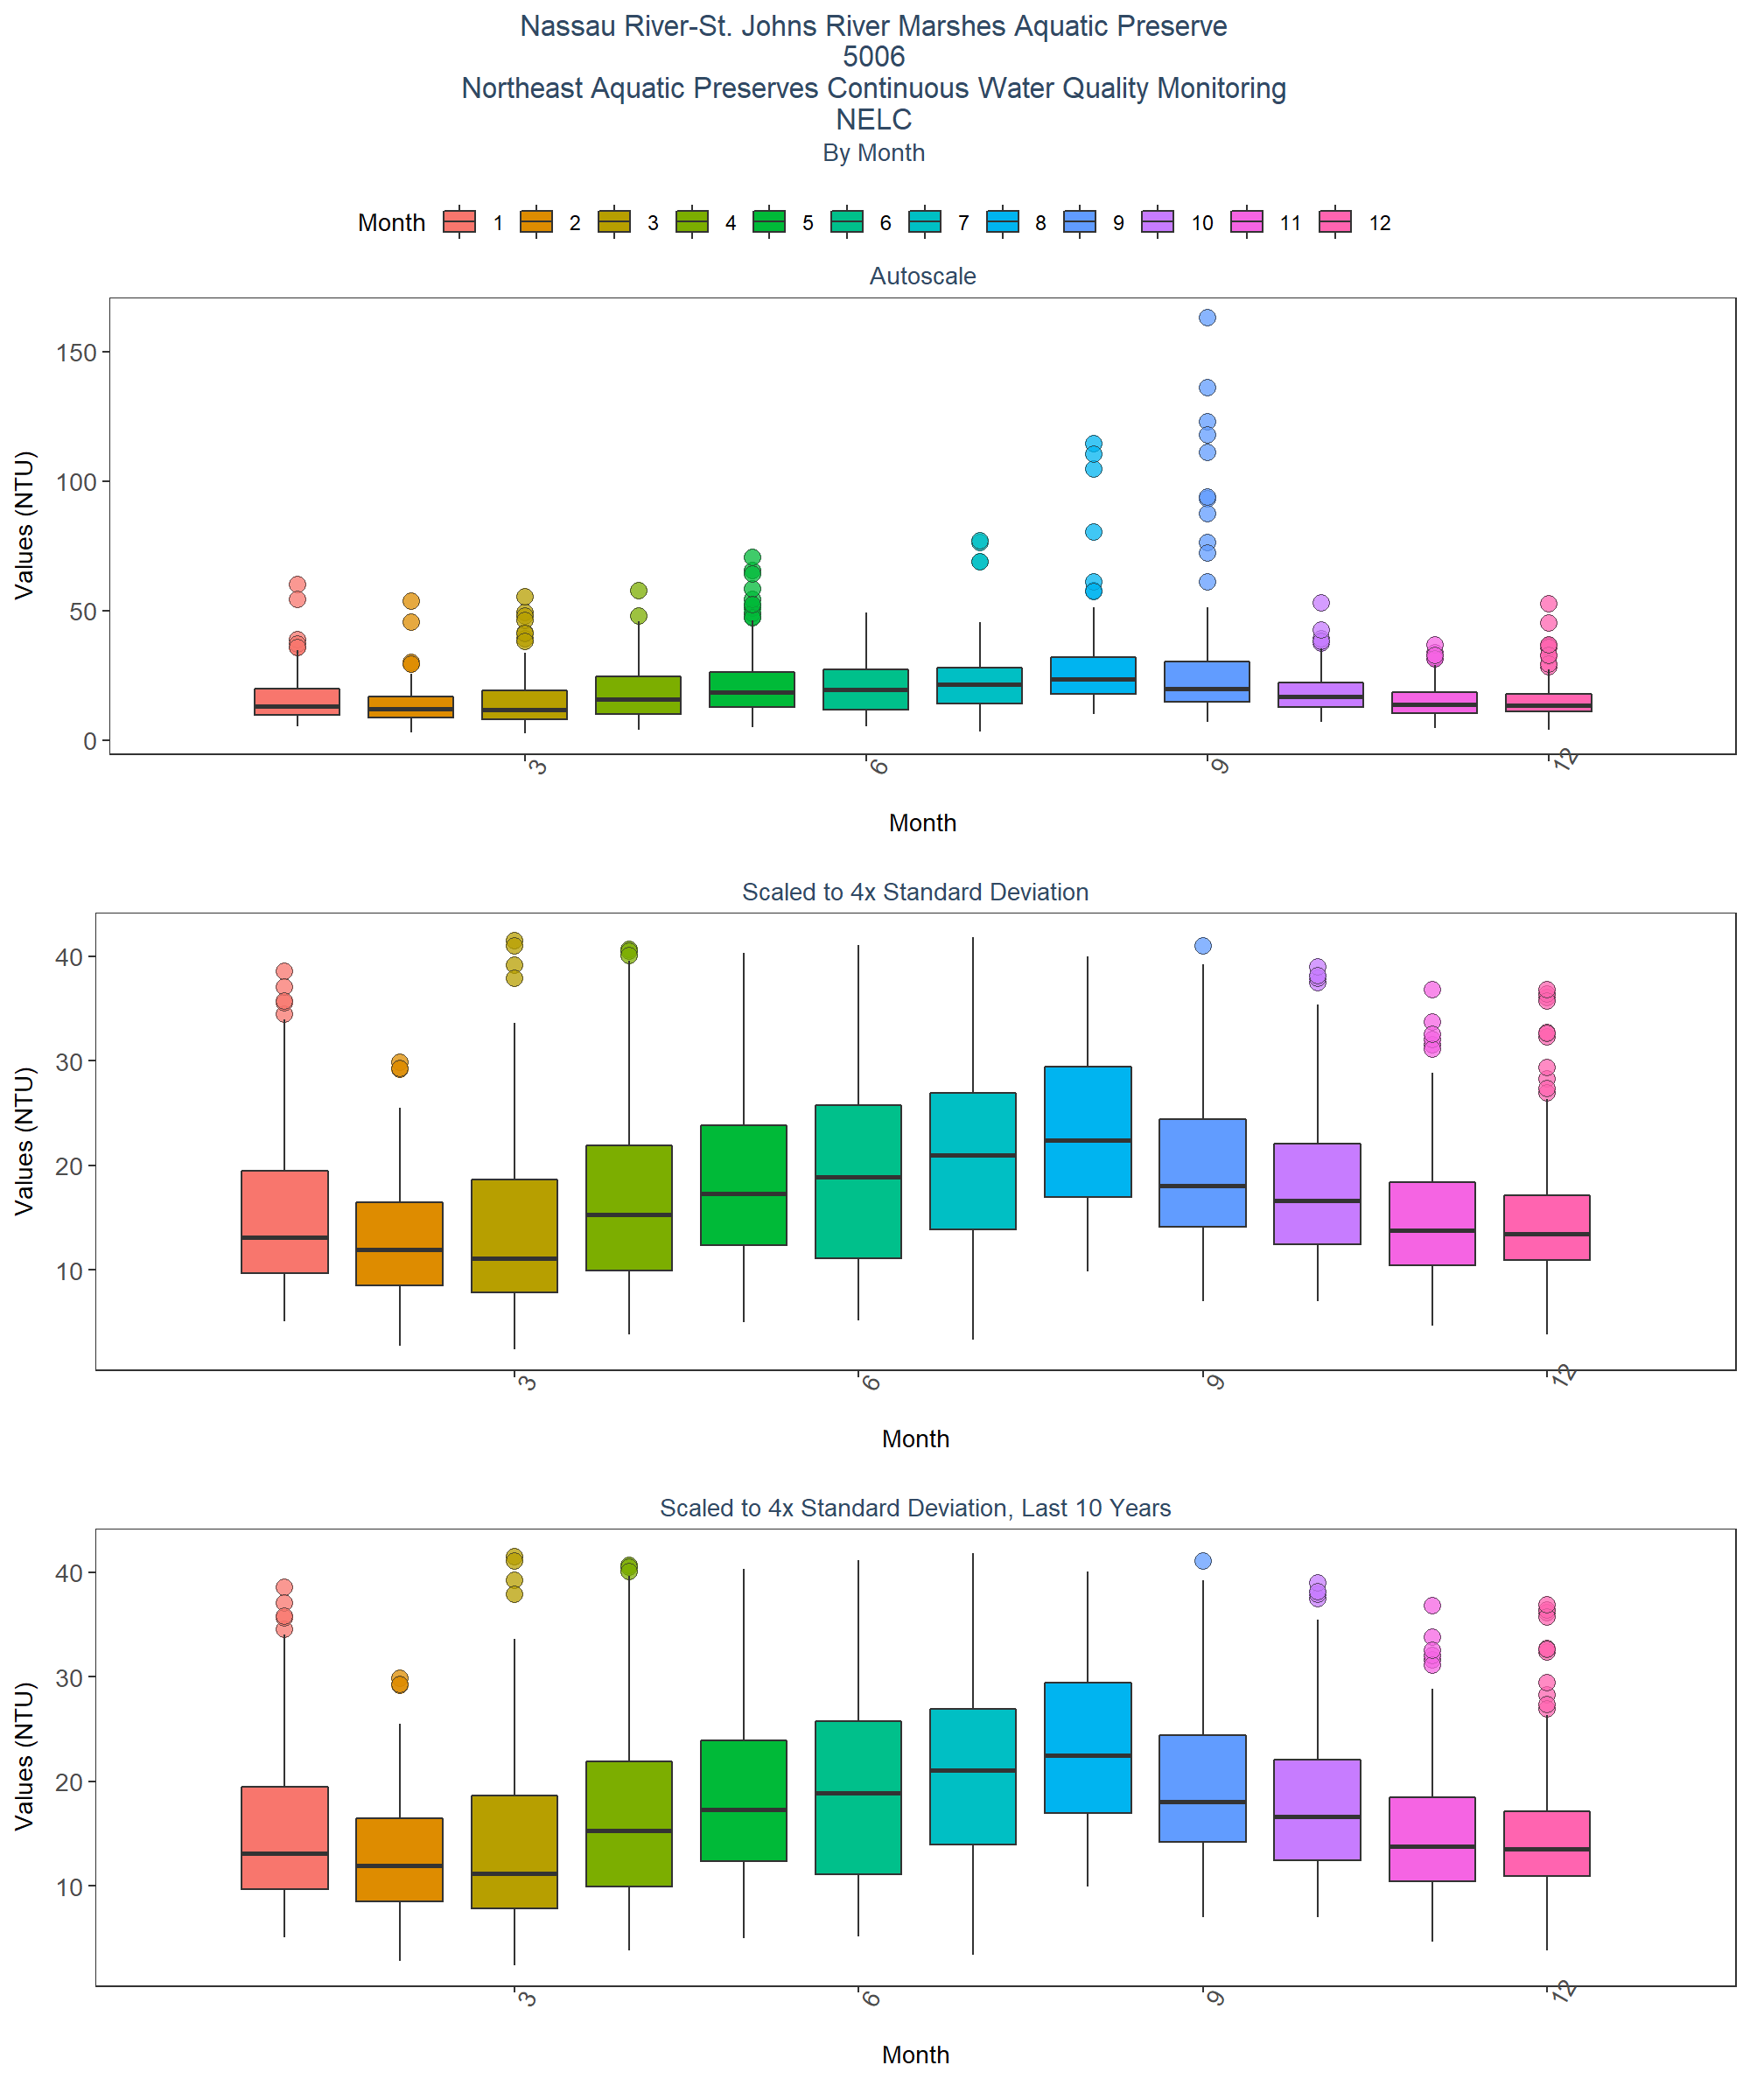 Nassau River-St. Johns River Marshes Aquatic Preserve
5006
Northeast Aquatic Preserves Continuous Water Quality Monitoring
NELC
By Month
Month 1 2 3 4 5 6 7 8 9 10 11 12
Autoscale
Values (NTU)
150
100
50
0
3 6 9 12
Month
Scaled to 4x Standard Deviation
Values (NTU)
40
30
20
10
3 6 9 12
Month
Scaled to 4x Standard Deviation, Last 10 Years
Values (NTU)
40
30
20
10
3 6 9 12
Month